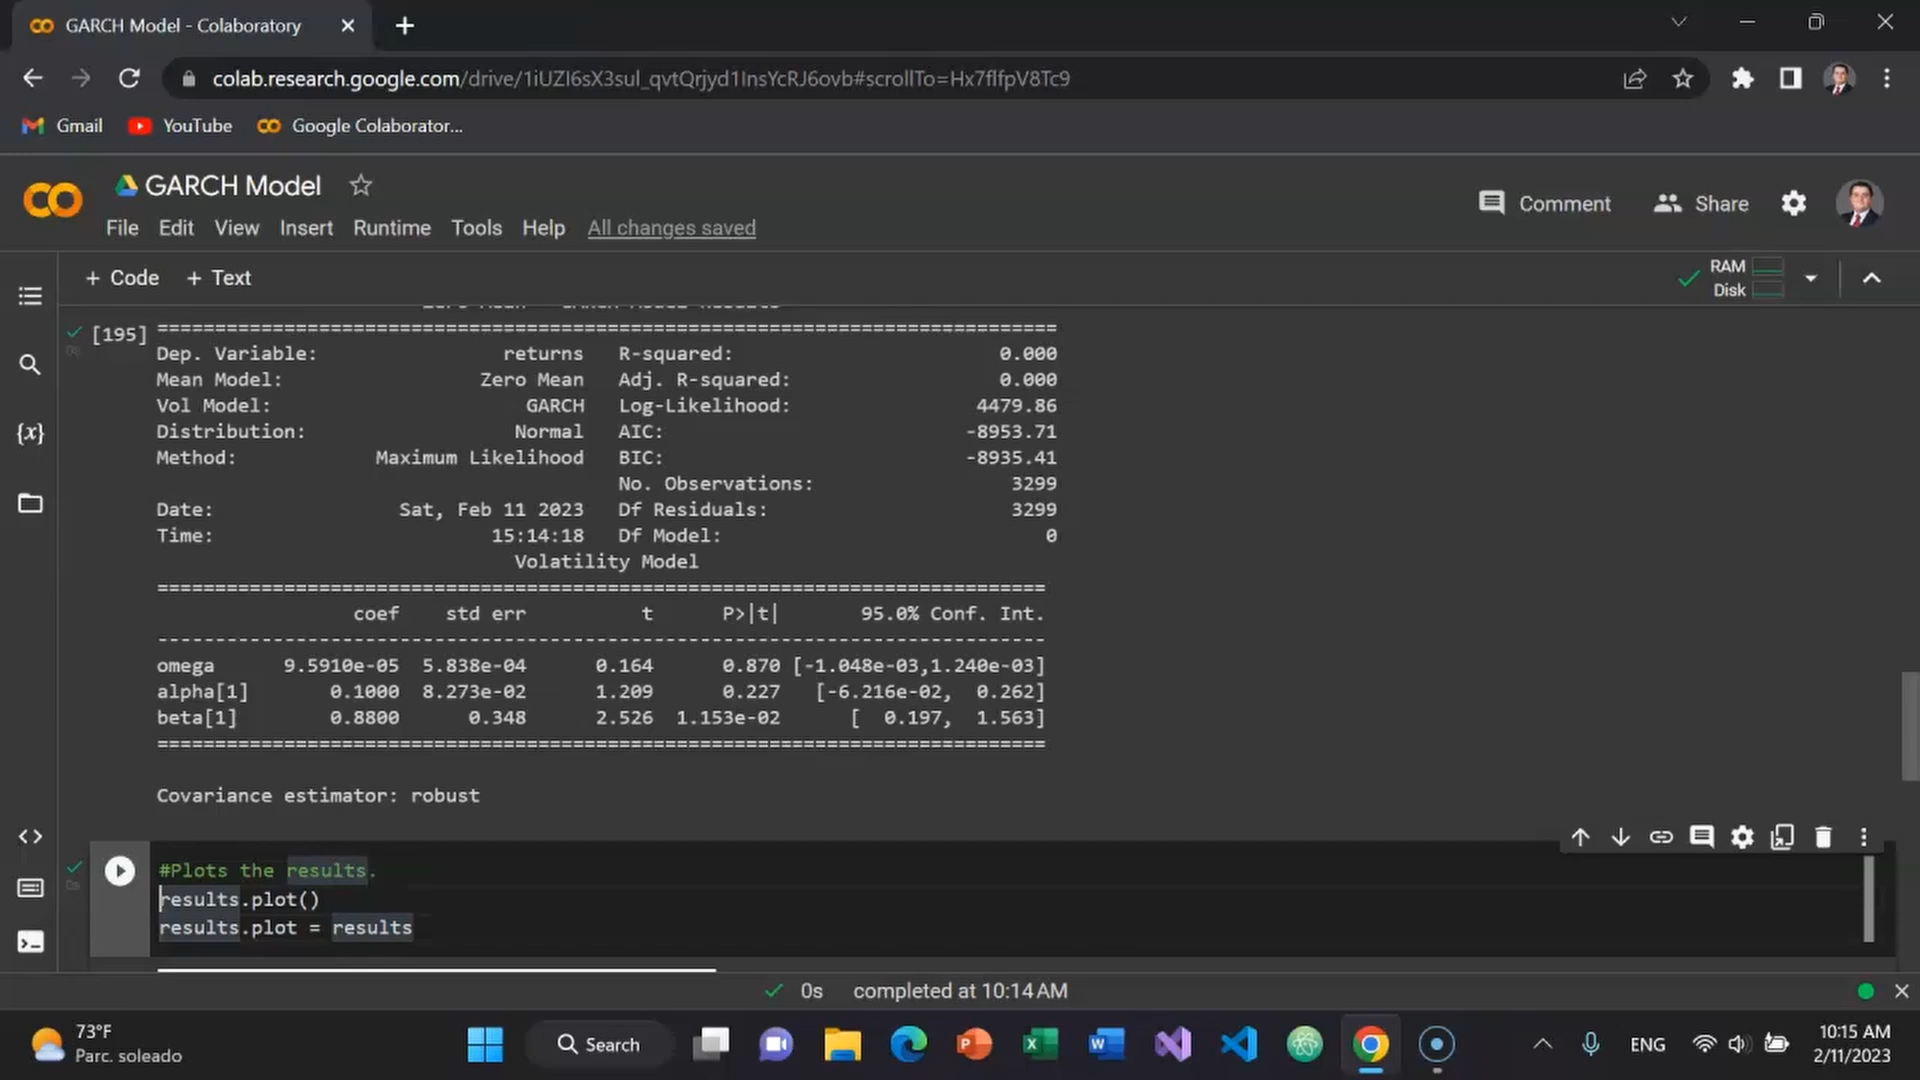 GARCH Model - Colaboratory
colab.research.google.com/drive/1iUZI6sX3sul_qvtQrjyd1InsYcRJ6ovb#scrollTo=Hx7flfpV8Tc9
Gmail YouTube Google Colaborator...
GARCH Model
Comment Share
File Edit View Insert Runtime Tools Help All changes saved
+ Code + Text
RAM
Disk
[195] ==============================================================================
Dep. Variable: returns R-squared: 0.000
Mean Model: Zero Mean Adj. R-squared: 0.000
Vol Model: GARCH Log-Likelihood: 4479.86
Distribution: Normal AIC: -8953.71
Method: Maximum Likelihood BIC: -8935.41
No. Observations: 3299
Date: Sat, Feb 11 2023 Df Residuals: 3299
Time: 15:14:18 Df Model: 0
Volatility Model
=============================================================================
coef std err t P>|t| 95.0% Conf. Int.
-----------------------------------------------------------------------------
omega 9.5910e-05 5.838e-04 0.164 0.870 [-1.048e-03,1.240e-03]
alpha[1] 0.1000 8.273e-02 1.209 0.227 [-6.216e-02, 0.262]
beta[1] 0.8800 0.348 2.526 1.153e-02 [ 0.197, 1.563]
=============================================================================
Covariance estimator: robust
#Plots the results.
results.plot()
results.plot = results
0s completed at 10:14 AM
73°F
Parc. soleado
Search
ENG
10:15 AM
2/11/2023